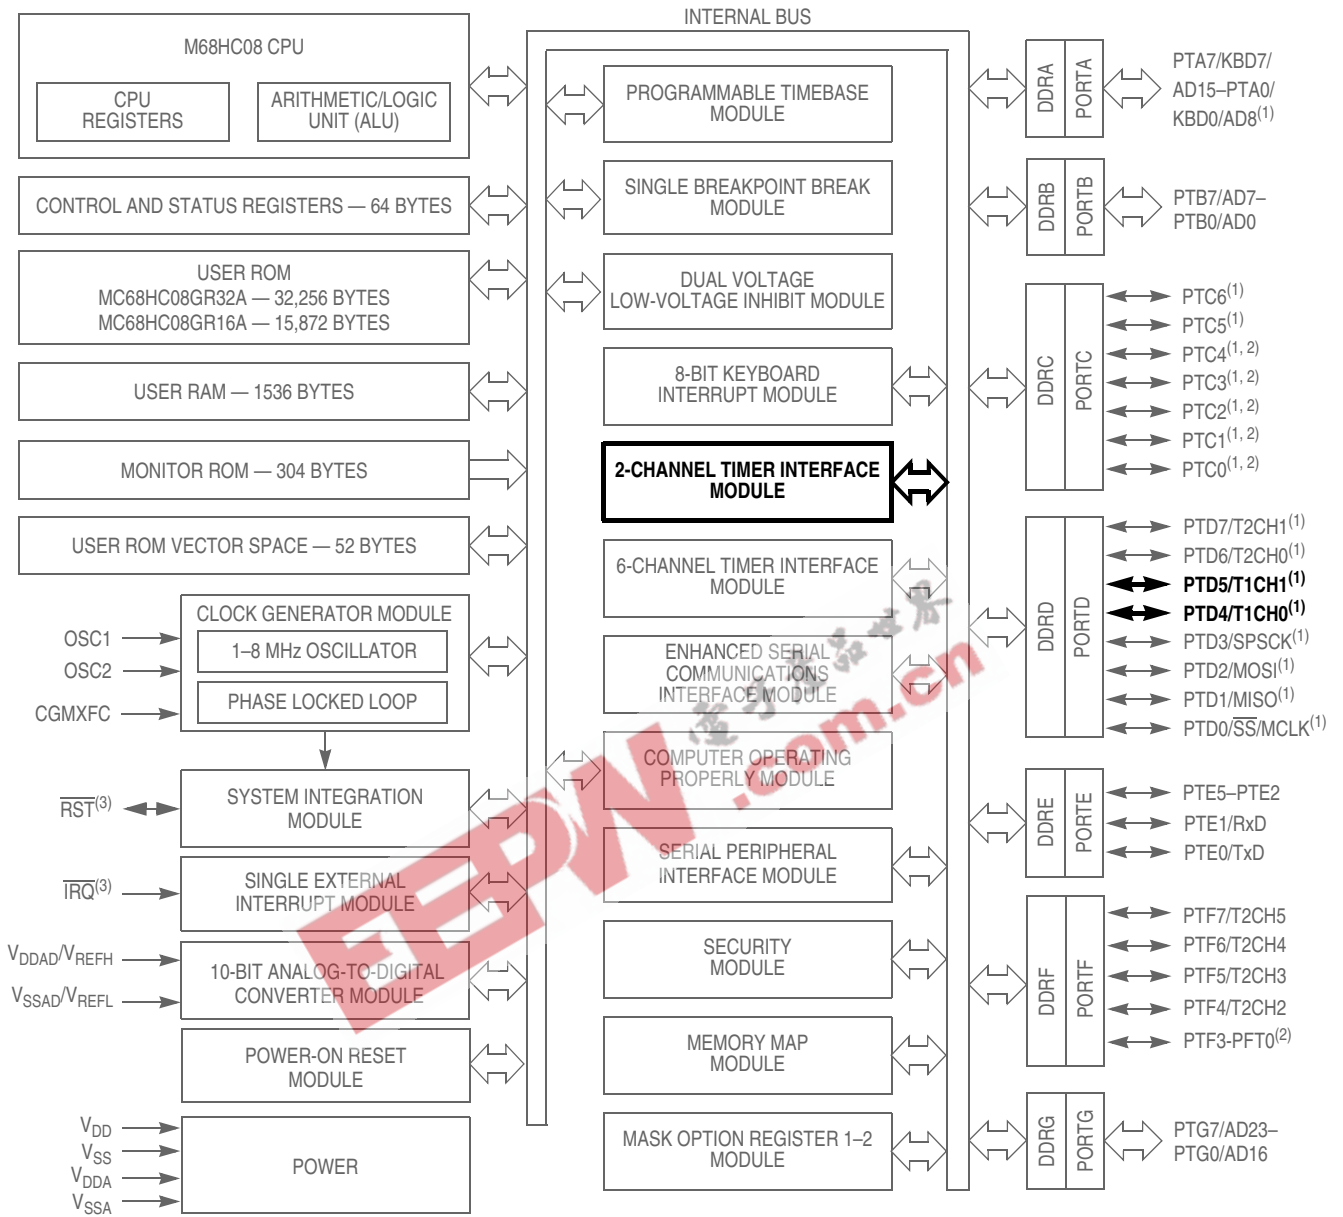 INTERNAL BUS
M68HC08 CPU
CPU
REGISTERS
ARITHMETIC/LOGIC
UNIT (ALU)
CONTROL AND STATUS REGISTERS — 64 BYTES
USER ROM
MC68HC08GR32A — 32,256 BYTES
MC68HC08GR16A — 15,872 BYTES
USER RAM — 1536 BYTES
MONITOR ROM — 304 BYTES
USER ROM VECTOR SPACE — 52 BYTES
CLOCK GENERATOR MODULE
1–8 MHz OSCILLATOR
PHASE LOCKED LOOP
OSC1
OSC2
CGMXFC
SYSTEM INTEGRATION
MODULE
RST(3)
SINGLE EXTERNAL
INTERRUPT MODULE
IRQ(3)
10-BIT ANALOG-TO-DIGITAL
CONVERTER MODULE
VDDAD/VREFH
VSSAD/VREFL
POWER-ON RESET
MODULE
POWER
VDD
VSS
VDDA
VSSA
PROGRAMMABLE TIMEBASE
MODULE
SINGLE BREAKPOINT BREAK
MODULE
DUAL VOLTAGE
LOW-VOLTAGE INHIBIT MODULE
8-BIT KEYBOARD
INTERRUPT MODULE
2-CHANNEL TIMER INTERFACE
MODULE
6-CHANNEL TIMER INTERFACE
MODULE
ENHANCED SERIAL
COMMUNICATIONS
INTERFACE MODULE
COMPUTER OPERATING
PROPERLY MODULE
SERIAL PERIPHERAL
INTERFACE MODULE
SECURITY
MODULE
MEMORY MAP
MODULE
MASK OPTION REGISTER 1–2
MODULE
DDRA
PORTA
PTA7/KBD7/
AD15–PTA0/
KBD0/AD8(1)
DDRB
PORTB
PTB7/AD7–
PTB0/AD0
DDRC
PORTC
PTC6(1)
PTC5(1)
PTC4(1, 2)
PTC3(1, 2)
PTC2(1, 2)
PTC1(1, 2)
PTC0(1, 2)
DDRD
PORTD
PTD7/T2CH1(1)
PTD6/T2CH0(1)
PTD5/T1CH1(1)
PTD4/T1CH0(1)
PTD3/SPSCK(1)
PTD2/MOSI(1)
PTD1/MISO(1)
PTD0/SS/MCLK(1)
DDRE
PORTE
PTE5–PTE2
PTE1/RxD
PTE0/TxD
DDRF
PORTF
PTF7/T2CH5
PTF6/T2CH4
PTF5/T2CH3
PTF4/T2CH2
PTF3-PFT0(2)
DDRG
PORTG
PTG7/AD23–
PTG0/AD16
EEPW.com.cn
電子產品世界